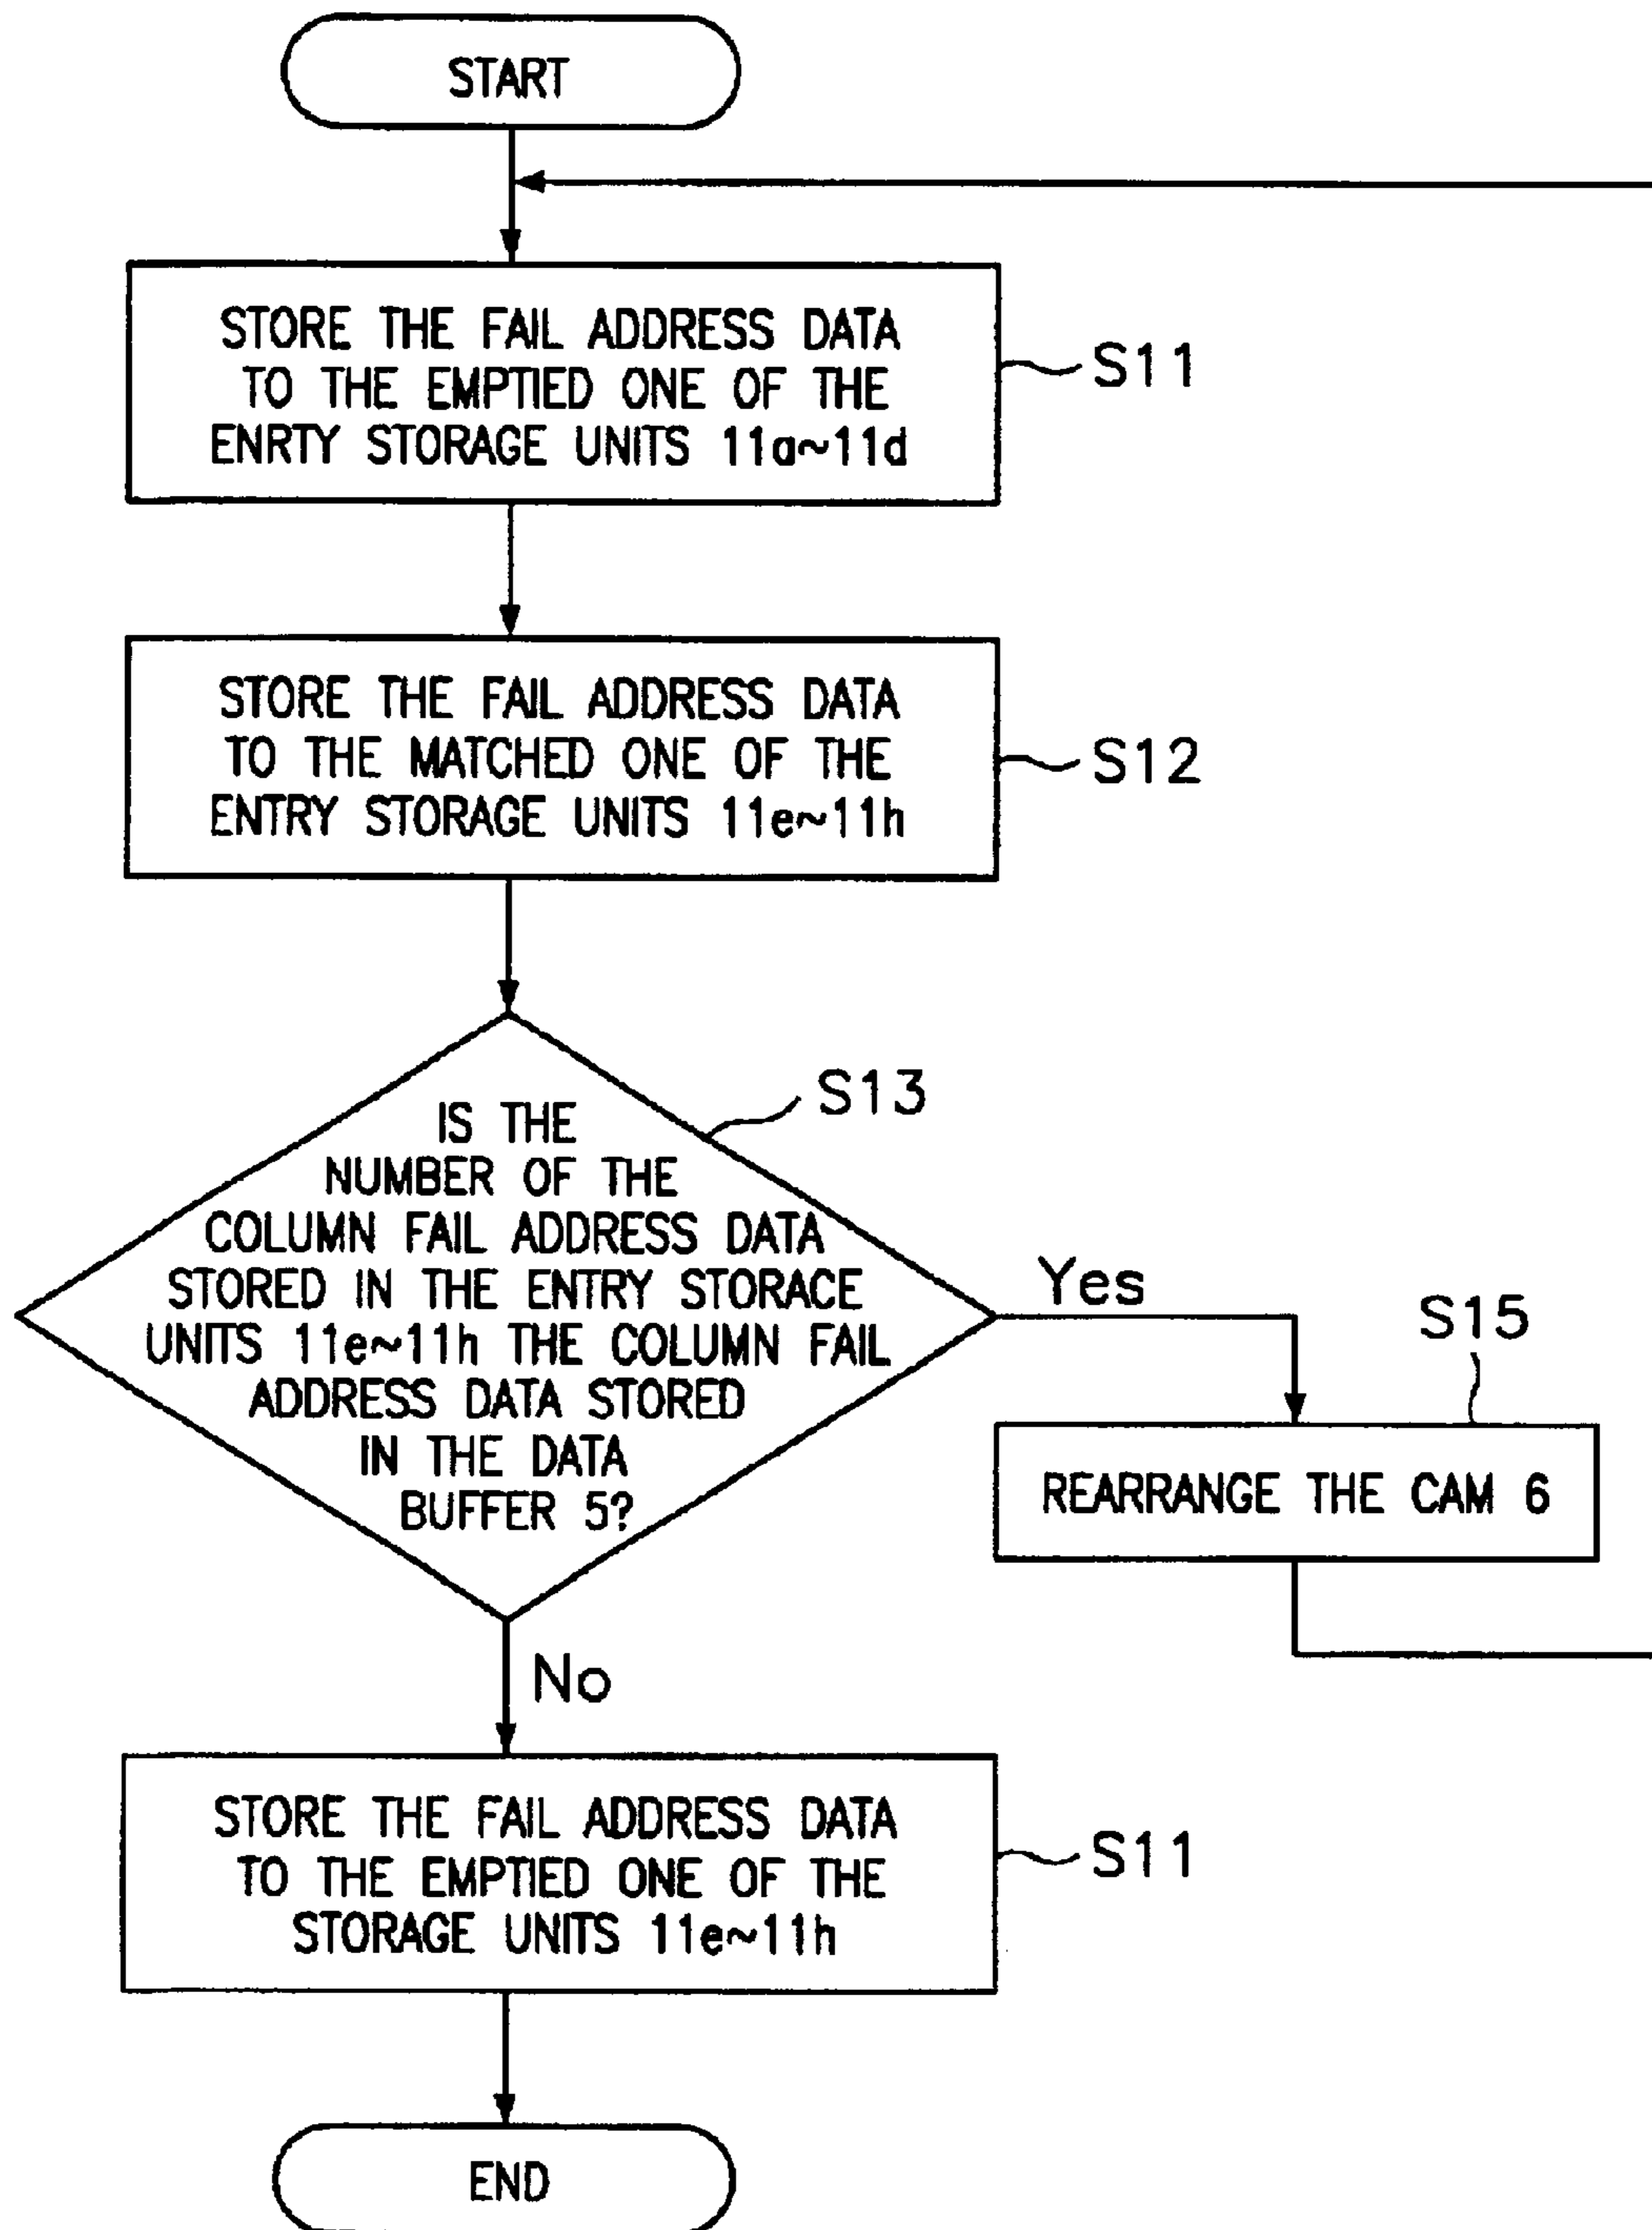 START
STORE THE FAIL ADDRESS DATA
TO THE EMPTIED ONE OF THE
ENRTY STORAGE UNITS 11a~11d
S11
STORE THE FAIL ADDRESS DATA
TO THE MATCHED ONE OF THE
ENTRY STORAGE UNITS 11e~11h
S12
S13
IS THE
NUMBER OF THE
COLUMN FAIL ADDRESS DATA
STORED IN THE ENTRY STORACE
UNITS 11e~11h THE COLUMN FAIL
ADDRESS DATA STORED
IN THE DATA
BUFFER 5?
Yes
S15
REARRANGE THE CAM 6
No
STORE THE FAIL ADDRESS DATA
TO THE EMPTIED ONE OF THE
STORAGE UNITS 11e~11h
S11
END